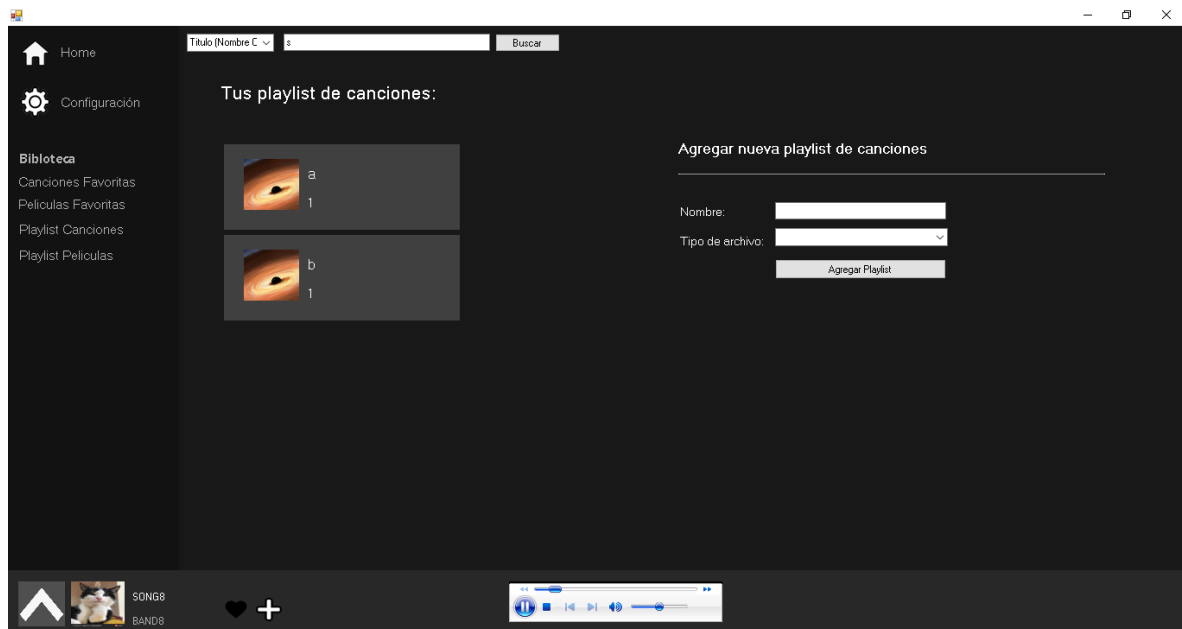 Titulo (Nombre C
s
Buscar
Home
Configuración
Bibloteca
Canciones Favoritas
Peliculas Favoritas
Playlist Canciones
Playlist Peliculas
Tus playlist de canciones:
a
1
b
1
Agregar nueva playlist de canciones
Nombre:
Tipo de archivo:
Agregar Playlist
SONG8
BAND8